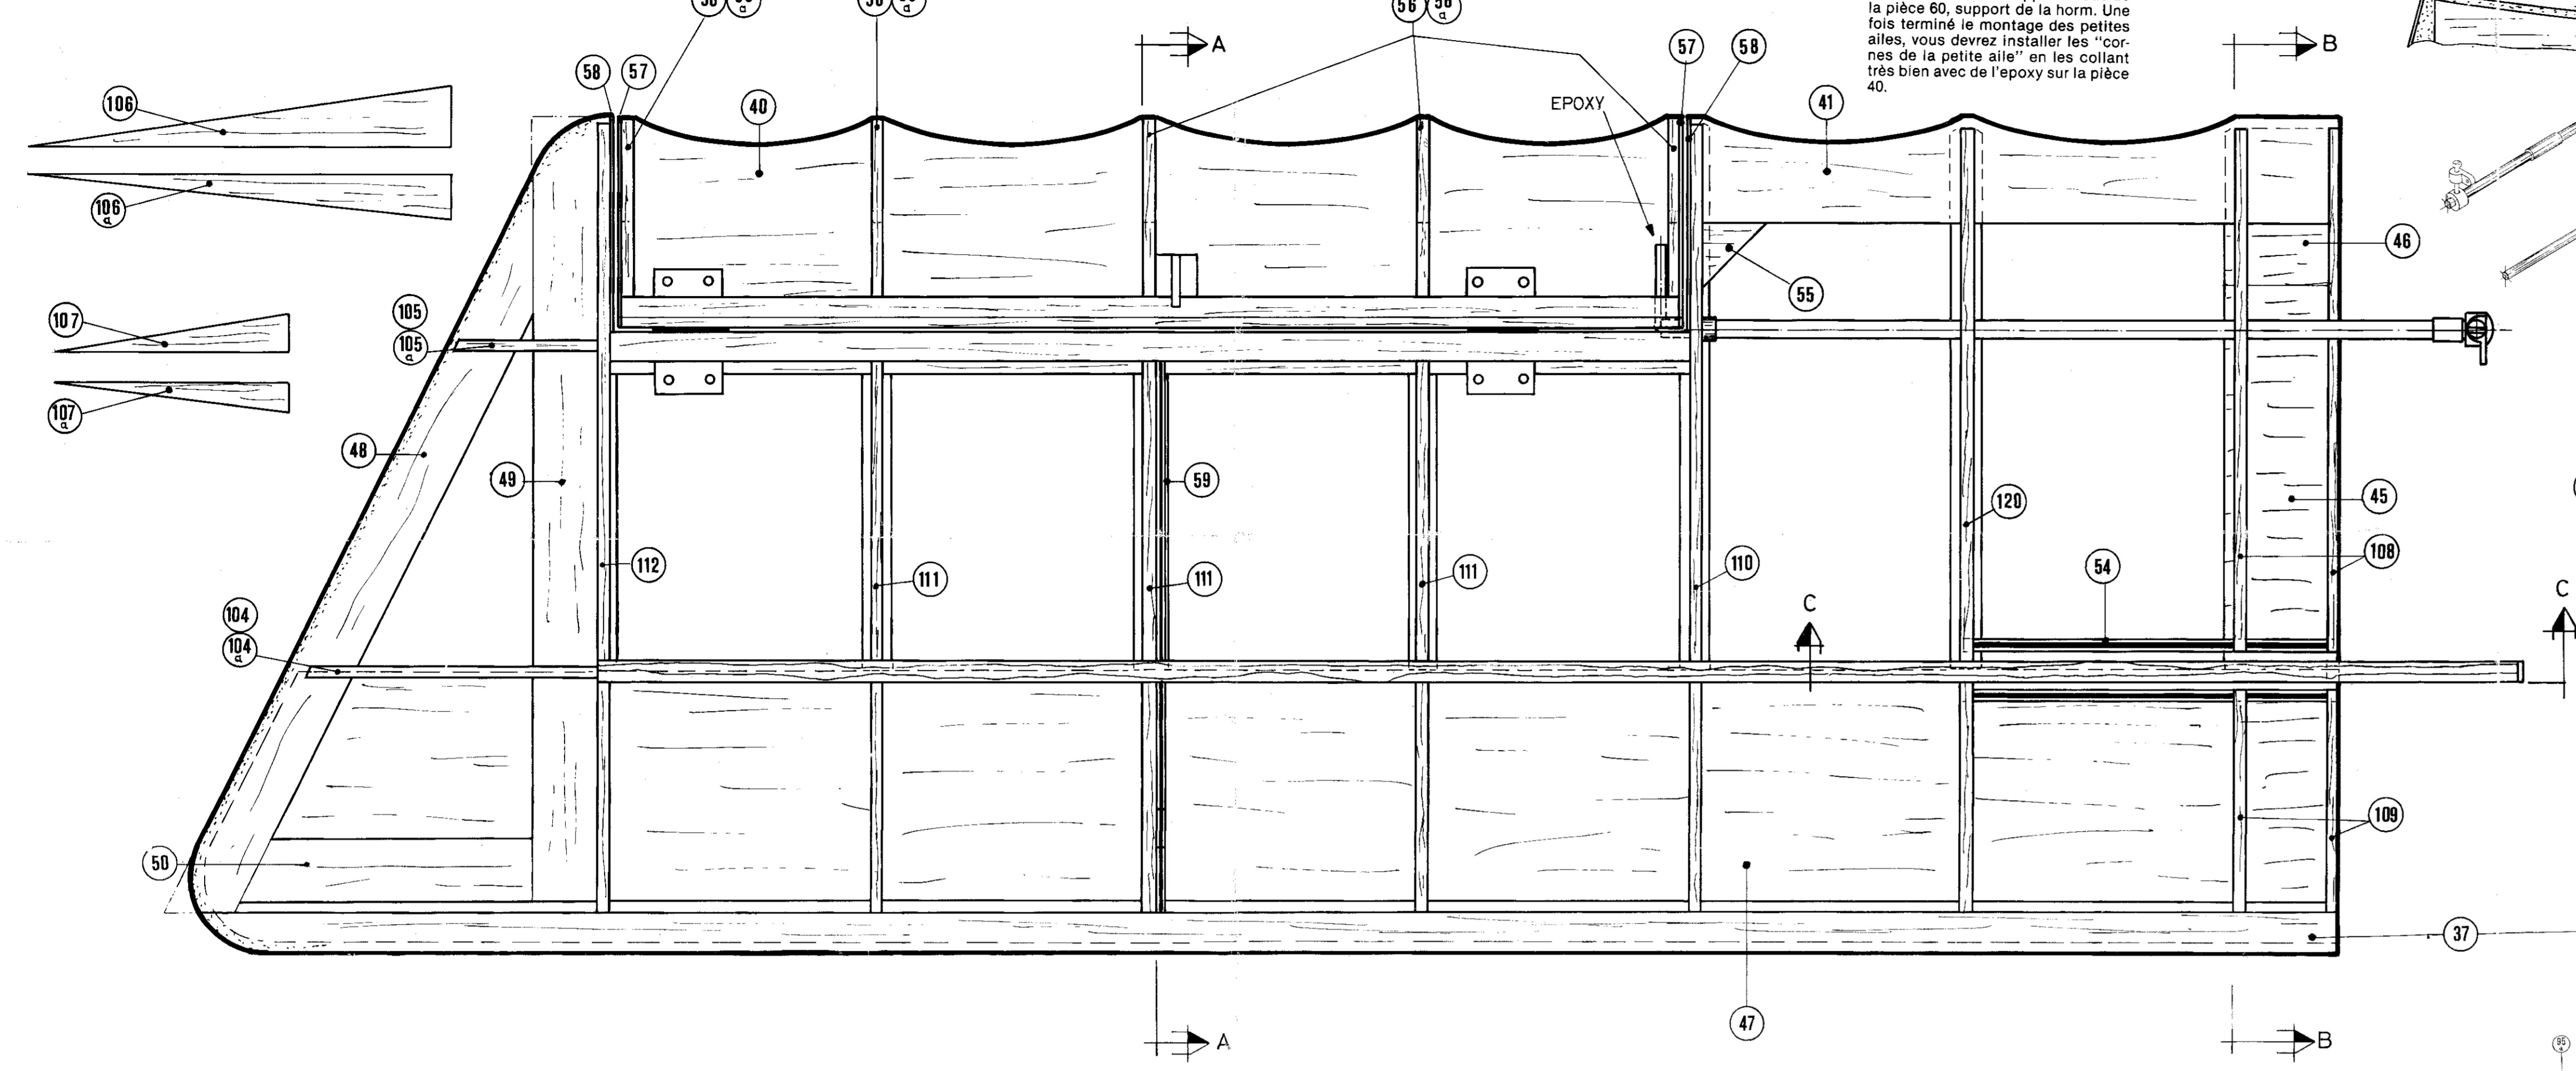 56
56
a
la pièce 60, support de la horm. Une
fois terminé le montage des petites
ailes, vous devrez installer les "cor-
nes de la petite aile" en les collant
très bien avec de l'epoxy sur la pièce
40.
A
B
58
57
57
58
106
40
EPOXY
41
106
a
46
55
107
105
105
a
107
a
48
49
59
120
45
112
111
111
111
110
54
108
104
104
a
C
C
109
50
37
47
A
B